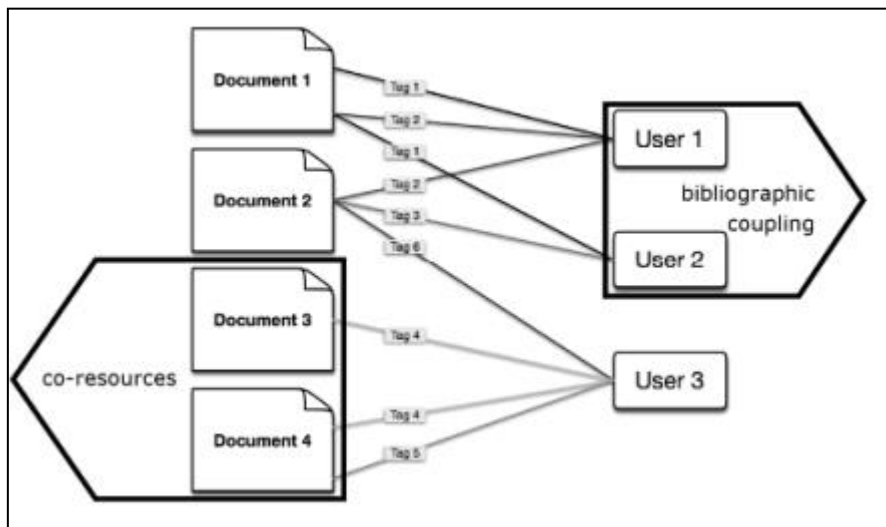 Document 1
Tag 1
Tag 2
Tag 1
User 1
bibliographic
coupling
Document 2
Tag 2
Tag 3
Tag 6
User 2
Document 3
Tag 4
co-resources
User 3
Document 4
Tag 4
Tag 5